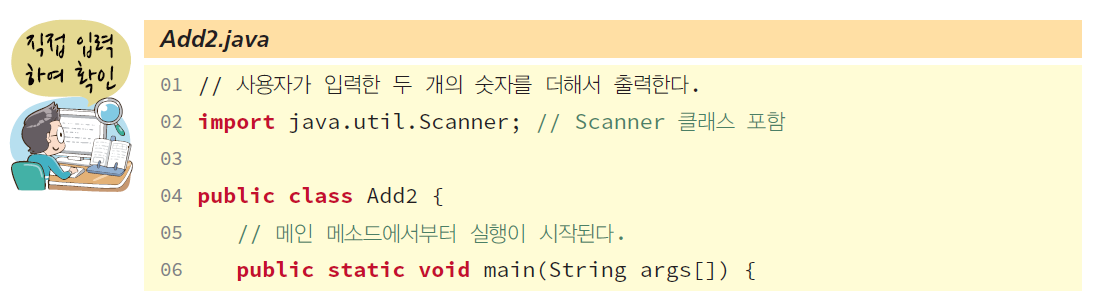 직접 입력
하여 확인
Add2.java
01 // 사용자가 입력한 두 개의 숫자를 더해서 출력한다.
02 import java.util.Scanner; // Scanner 클래스 포함
03
04 public class Add2 {
05 // 메인 메소드에서부터 실행이 시작된다.
06 public static void main(String args[]) {